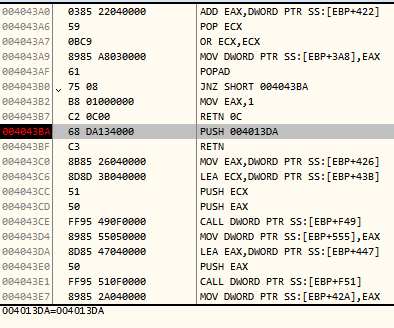 004043A0 0385 22040000 ADD EAX,DWORD PTR SS:[EBP+422]
004043A6 59 POP ECX
004043A7 0BC9 OR ECX,ECX
004043A9 8985 A8030000 MOV DWORD PTR SS:[EBP+3A8],EAX
004043AF 61 POPAD
004043B0 75 08 JNZ SHORT 004043BA
004043B2 B8 01000000 MOV EAX,1
004043B7 C2 0C00 RETN 0C
004043BA 68 DA134000 PUSH 004013DA
004043BF C3 RETN
004043C0 8B85 26040000 MOV EAX,DWORD PTR SS:[EBP+426]
004043C6 8D8D 3B040000 LEA ECX,DWORD PTR SS:[EBP+43B]
004043CC 51 PUSH ECX
004043CD 50 PUSH EAX
004043CE FF95 490F0000 CALL DWORD PTR SS:[EBP+F49]
004043D4 8985 55050000 MOV DWORD PTR SS:[EBP+555],EAX
004043DA 8D85 47040000 LEA EAX,DWORD PTR SS:[EBP+447]
004043E0 50 PUSH EAX
004043E1 FF95 510F0000 CALL DWORD PTR SS:[EBP+F51]
004043E7 8985 2A040000 MOV DWORD PTR SS:[EBP+42A],EAX
004013DA=004013DA